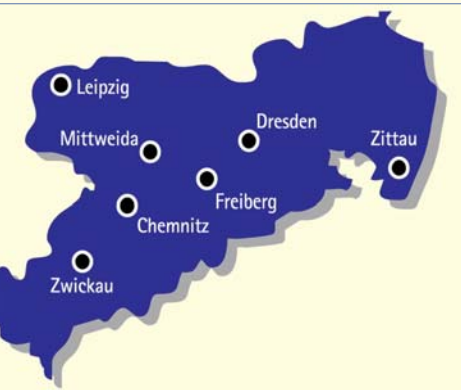 Leipzig
Dresden
Mittweida
Zittau
Freiberg
Chemnitz
Zwickau